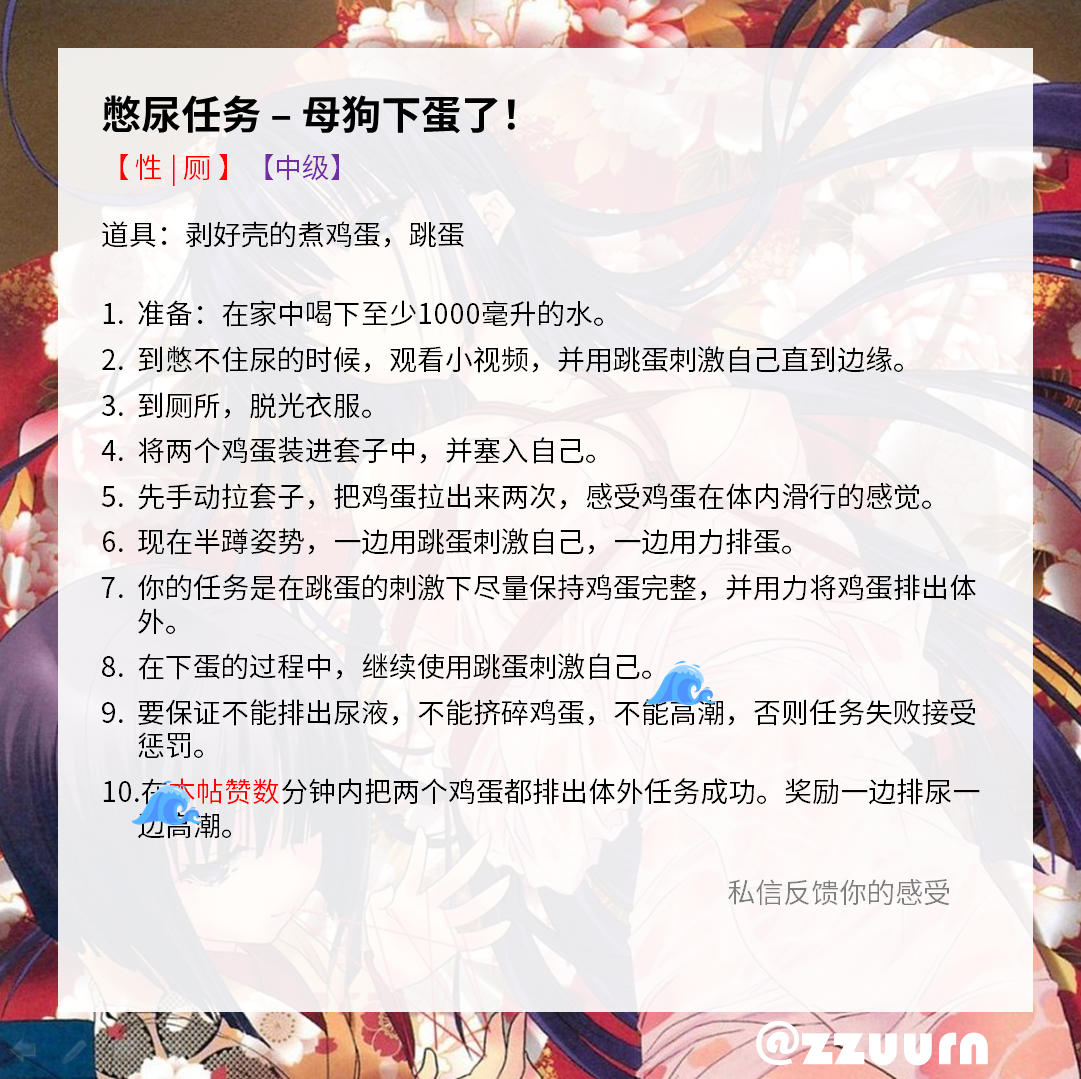 憋尿任务 – 母狗下蛋了！
【性|厕】【中级】
道具：剥好壳的煮鸡蛋，跳蛋
1. 准备：在家中喝下至少1000毫升的水。
2. 到憋不住尿的时候，观看小视频，并用跳蛋刺激自己直到边缘。
3. 到厕所，脱光衣服。
4. 将两个鸡蛋装进套子中，并塞入自己。
5. 先手动拉套子，把鸡蛋拉出来两次，感受鸡蛋在体内滑行的感觉。
6. 现在半蹲姿势，一边用跳蛋刺激自己，一边用力排蛋。
7. 你的任务是在跳蛋的刺激下尽量保持鸡蛋完整，并用力将鸡蛋排出体
外。
8. 在下蛋的过程中，继续使用跳蛋刺激自己。
9. 要保证不能排出尿液，不能挤碎鸡蛋，不能高潮，否则任务失败接受
惩罚。
10.在本帖赞数分钟内把两个鸡蛋都排出体外任务成功。奖励一边排尿一
边高潮。
私信反馈你的感受
@zzuurn